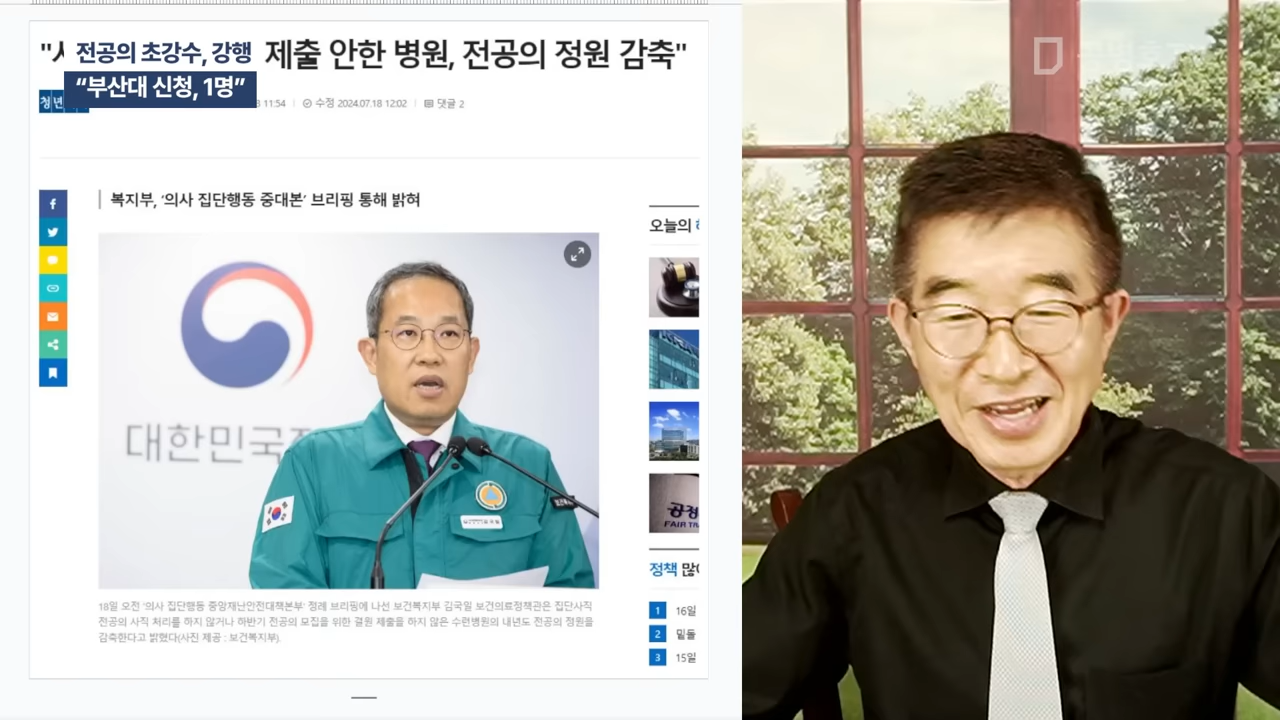 "사
전공의 초강수, 강행
제출 안한 병원, 전공의 정원 감축"
"부산대 신청, 1명"
청년
11:54
수정 2024.07.18 12:02
댓글 2
복지부, '의사 집단행동 중대본' 브리핑 통해 밝혀
오늘의
대한민국
공정
FAIR TRA
정책 많이
1 16일
2 밑돌
3 15일
18일 오전 '의사 집단행동 중앙재난안전대책본부' 정례 브리핑에 나선 보건복지부 김국일 보건의료정책관은 집단사직
전공의 사직 처리를 하지 않거나 하반기 전공의 모집을 위한 결원 제출을 하지 않은 수련병원의 내년도 전공의 정원을
감축한다고 밝혔다(사진 제공 : 보건복지부).